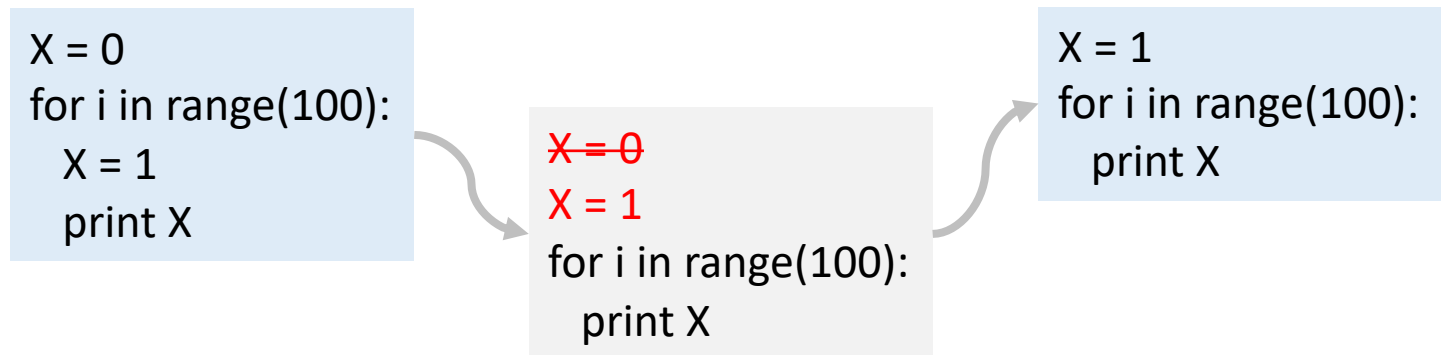 X = 0
for i in range(100):
  X = 1
  print X
X = 0
X = 1
for i in range(100):
  print X
X = 1
for i in range(100):
  print X